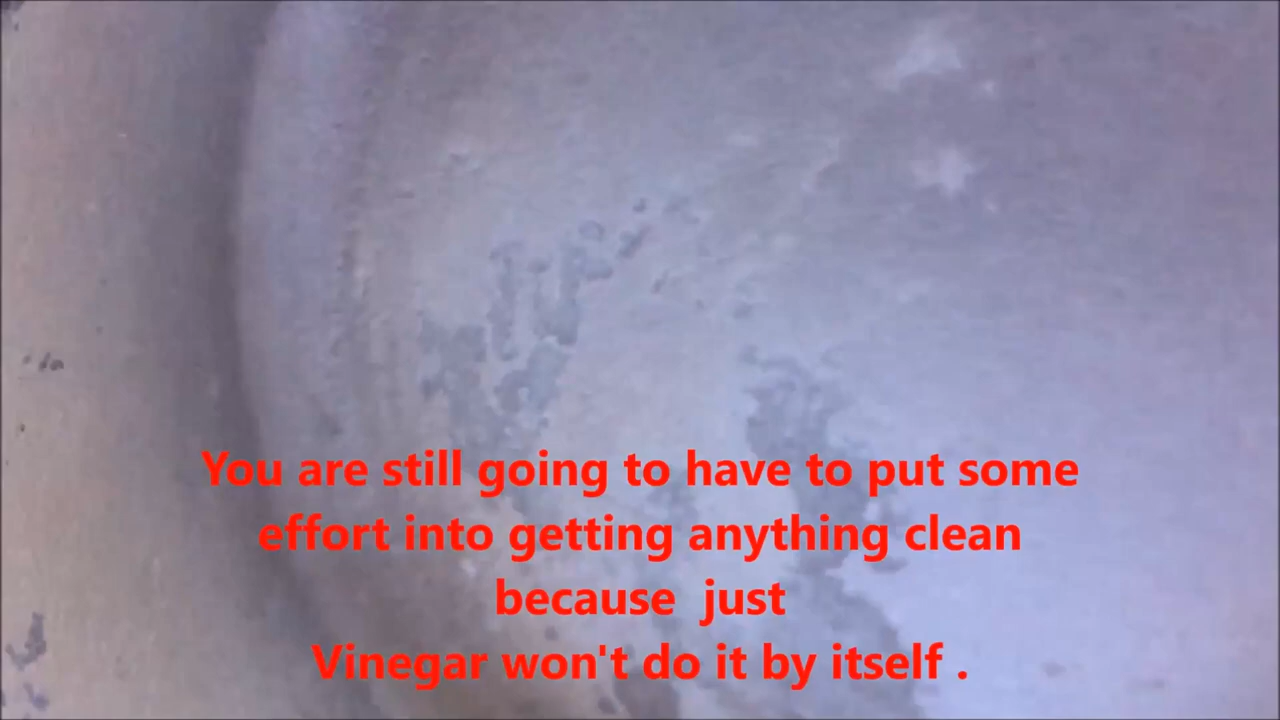 You are still going to have to put some
effort into getting anything clean
because  just
Vinegar won't do it by itself .